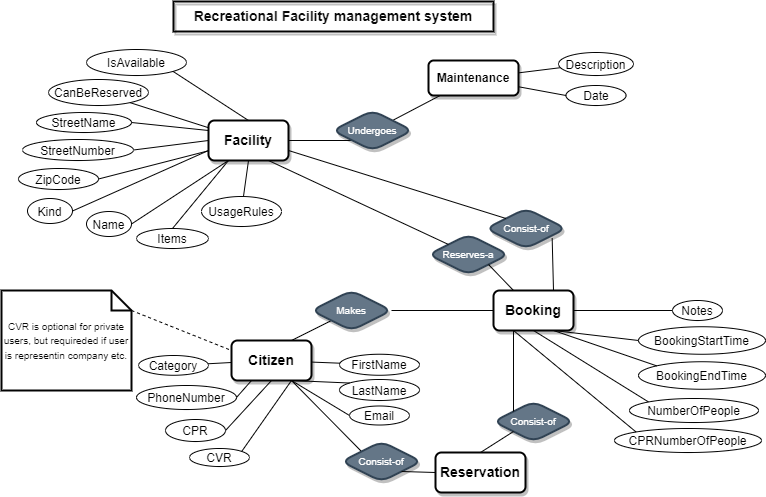 Recreational Facility management system
IsAvailable
Description
Maintenance
CanBeReserved
Date
StreetName
Undergoes
Facility
StreetNumber
ZipCode
Kind
UsageRules
Name
Items
Consist-of
Reserves-a
Makes
Booking
Notes
CVR is optional for private
users, but requireded if user
is representin company etc.
BookingStartTime
Citizen
Category
FirstName
BookingEndTime
PhoneNumber
LastName
Email
NumberOfPeople
CPR
Consist-of
CPRNumberOfPeople
CVR
Consist-of
Reservation